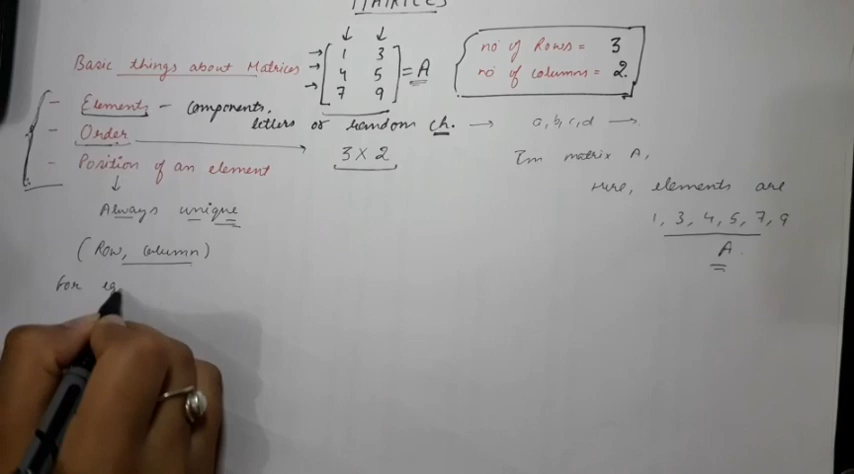 MATRICES
no of Rows = 3
no of columns = 2.
Basic things about Matrices
1 3
4 5
7 9
= A
- Elements - components.
letters or random ch. → a, b, c, d →
- Order → 3 × 2
- Position of an element
In matrix A,
Here, elements are
1, 3, 4, 5, 7, 9
A.
Always unique
(Row, column)
For eg